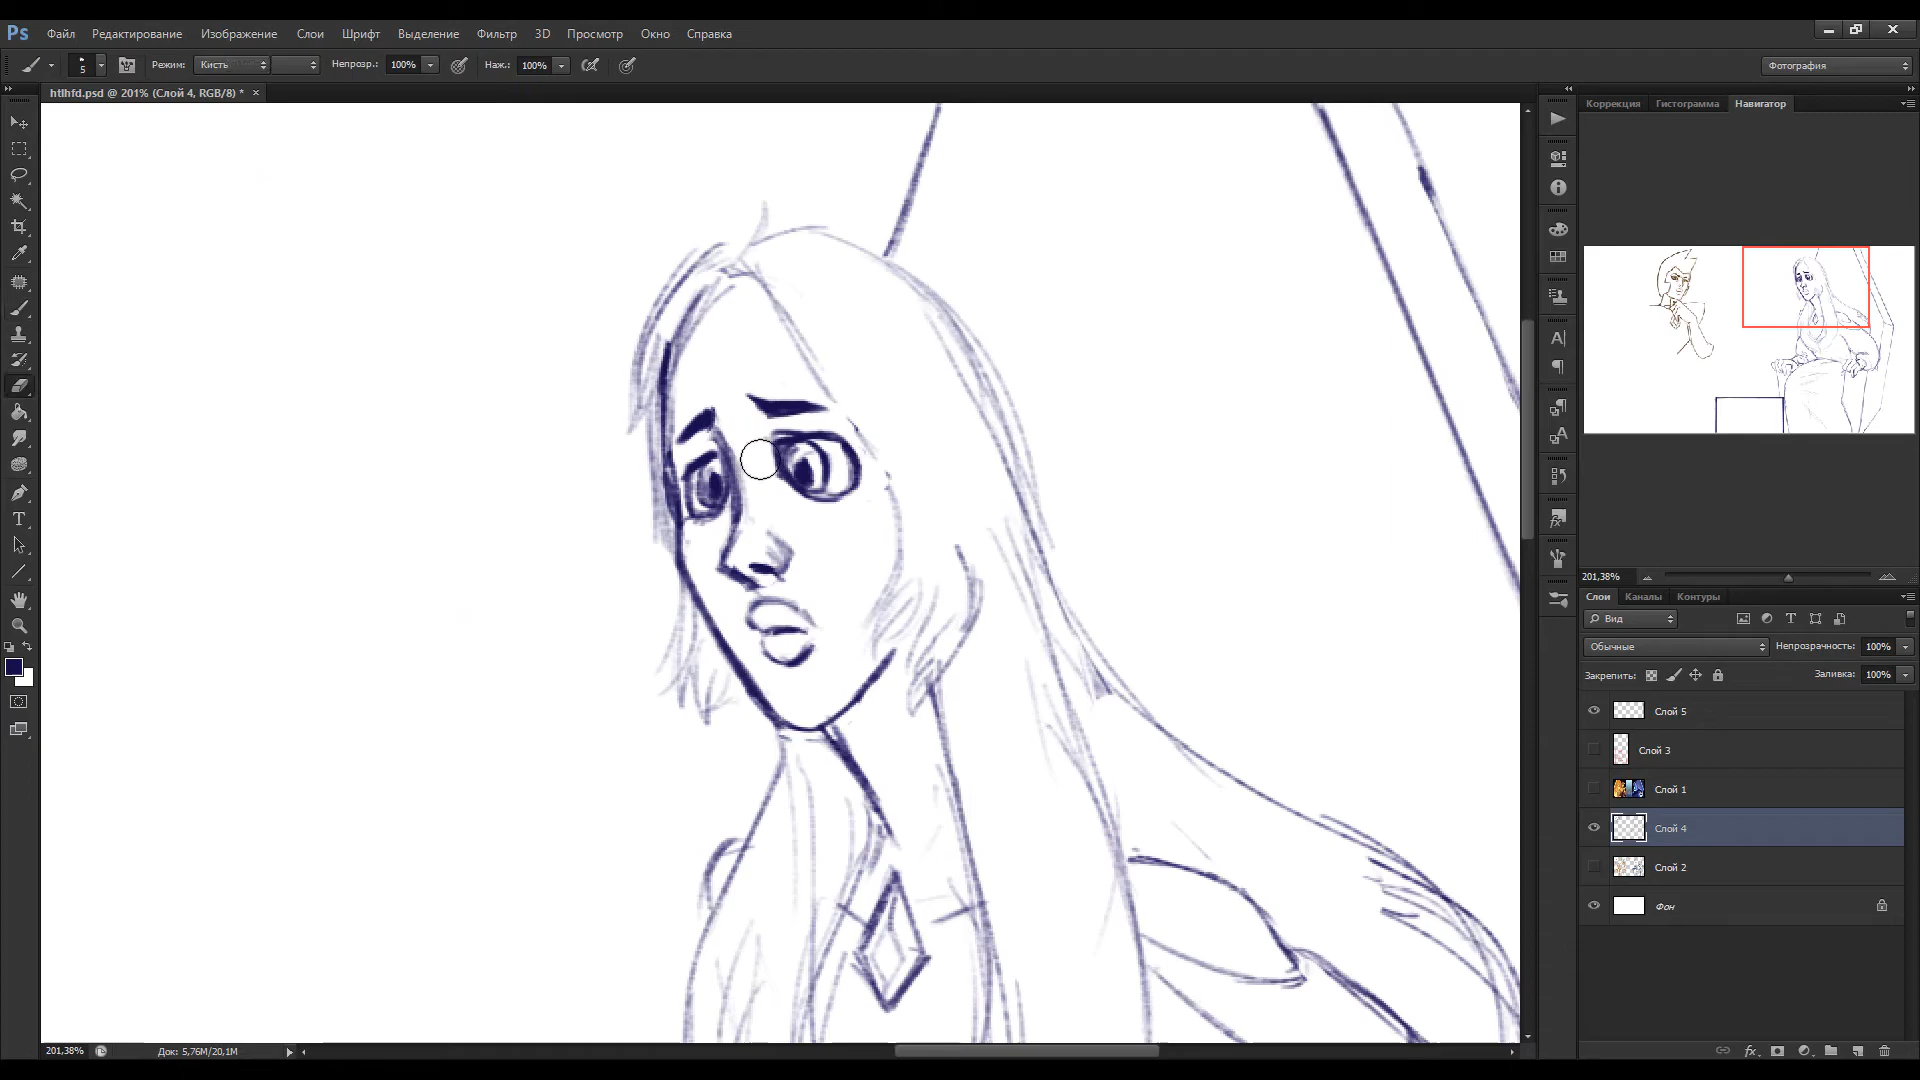 Ps Файл Редактирование Изображение Слои Шрифт Выделение Фильтр 3D Просмотр Окно Справка
5 Режим: Кисть Непрозр.: 100% Наж.: 100% Фотография
htlhfd.psd @ 201% (Слой 4, RGB/8) * ×
Коррекция Гистограмма Навигатор
201,38%
Слои Каналы Контуры
Вид
Обычные Непрозрачность: 100%
Закрепить: Заливка: 100%
Слой 5
Слой 3
Слой 1
Слой 4
Слой 2
Фон
201,38% Док: 5,76M/20,1M